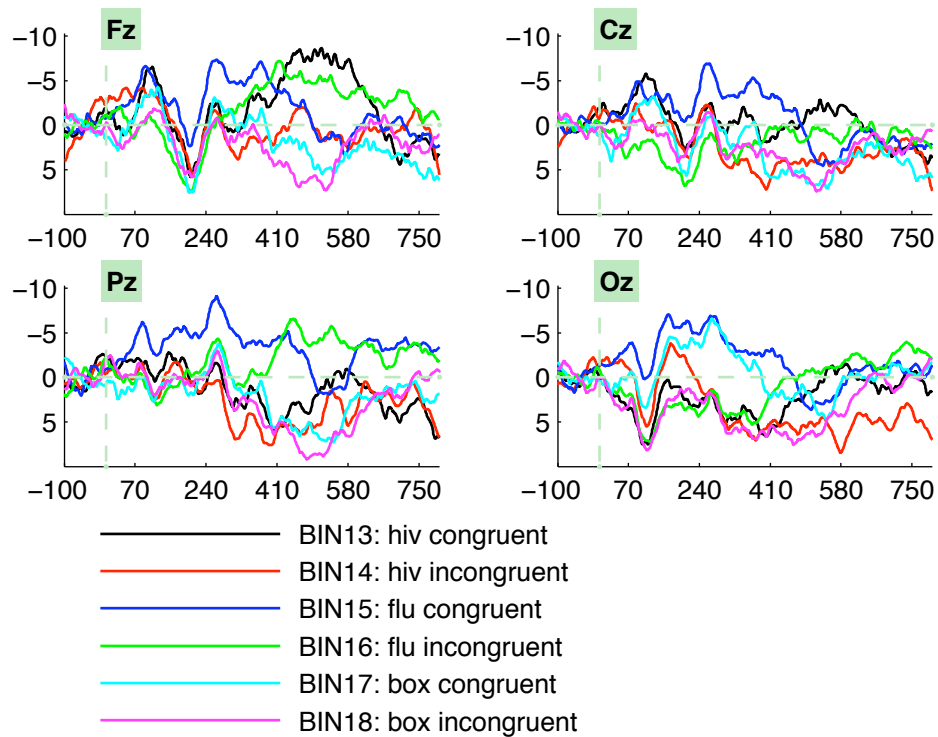 Fz
Cz
−10
−5
0
5
−100 70 240 410 580 750
−10
−5
0
5
−100 70 240 410 580 750
Pz
Oz
−10
−5
0
5
−100 70 240 410 580 750
−10
−5
0
5
−100 70 240 410 580 750
BIN13: hiv congruent
BIN14: hiv incongruent
BIN15: flu congruent
BIN16: flu incongruent
BIN17: box congruent
BIN18: box incongruent